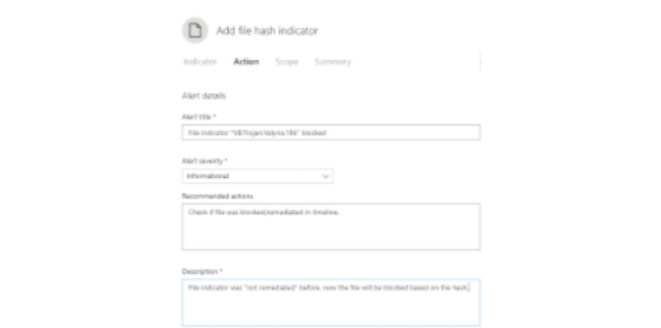 Add file hash indicator
Indicator Action Scope Summary
Alert details
Alert title *
File Indicator "VB:Trojan.Valyria.186" blocked
Alert severity *
Informational
Recommended actions
Check if file was blocked/remediated in timeline.
Description *
File indicator was "not remediated" before, now the file will be blocked based on the hash